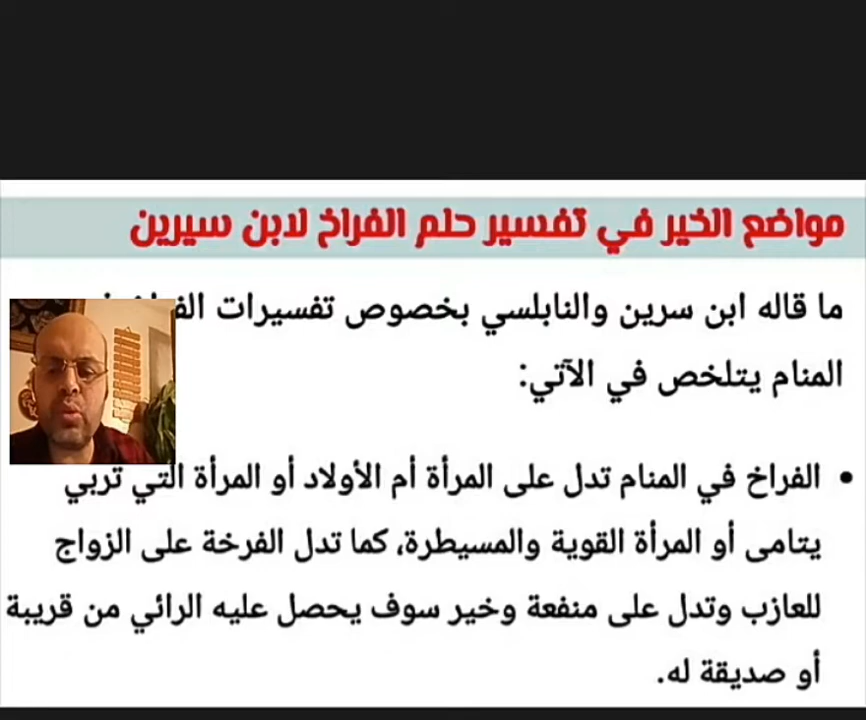 مواضع الخير في تفسير حلم الفراخ لابن سيرين
ما قاله ابن سرين والنابلسي بخصوص تفسيرات
المنام يتلخص في الآتي:
• الفراخ في المنام تدل على المرأة أم الأولاد أو المرأة التي تربي
يتامى أو المرأة القوية والمسيطرة، كما تدل الفرخة على الزواج
للعازب وتدل على منفعة وخير سوف يحصل عليه الرائي من قريبة
أو صديقة له.